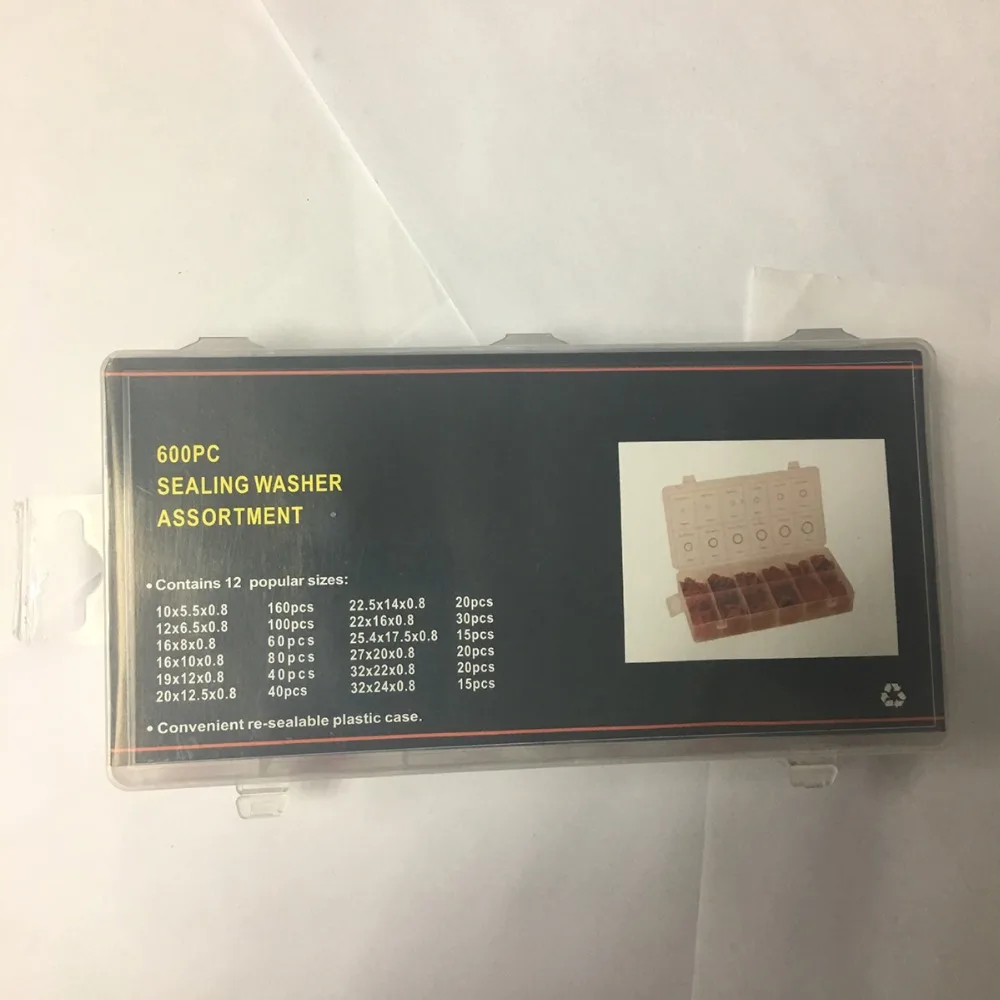 600PC
SEALING WASHER
ASSORTMENT
•Contains 12 popular sizes:
10x5.5x0.8 160pcs 22.5x14x0.8 20pcs
12x6.5x0.8 100pcs 22x16x0.8 30pcs
16x8x0.8 60pcs 25.4x17.5x0.8 15pcs
16x10x0.8 80pcs 27x20x0.8 20pcs
19x12x0.8 40pcs 32x22x0.8 20pcs
20x12.5x0.8 40pcs 32x24x0.8 15pcs
•Convenient re-sealable plastic case.